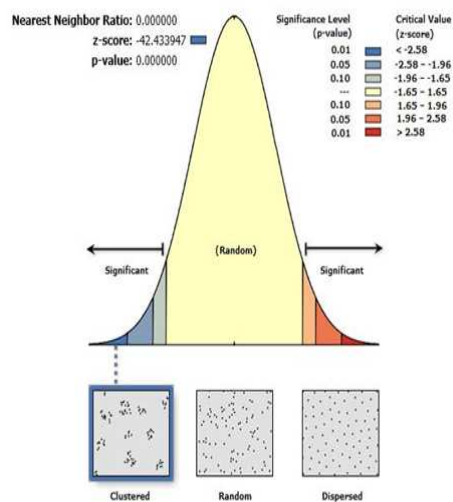 Nearest Neighbor Ratio: 0.000000
z-score: -42.433947
p-value: 0.000000
Significance Level
(p-value)
Critical Value
(z-score)
0.01 < -2.58
0.05 -2.58 - -1.96
0.10 -1.96 - -1.65
--- -1.65 - 1.65
0.10 1.65 - 1.96
0.05 1.96 - 2.58
0.01 > 2.58
(Random)
Significant
Significant
Clustered
Random
Dispersed